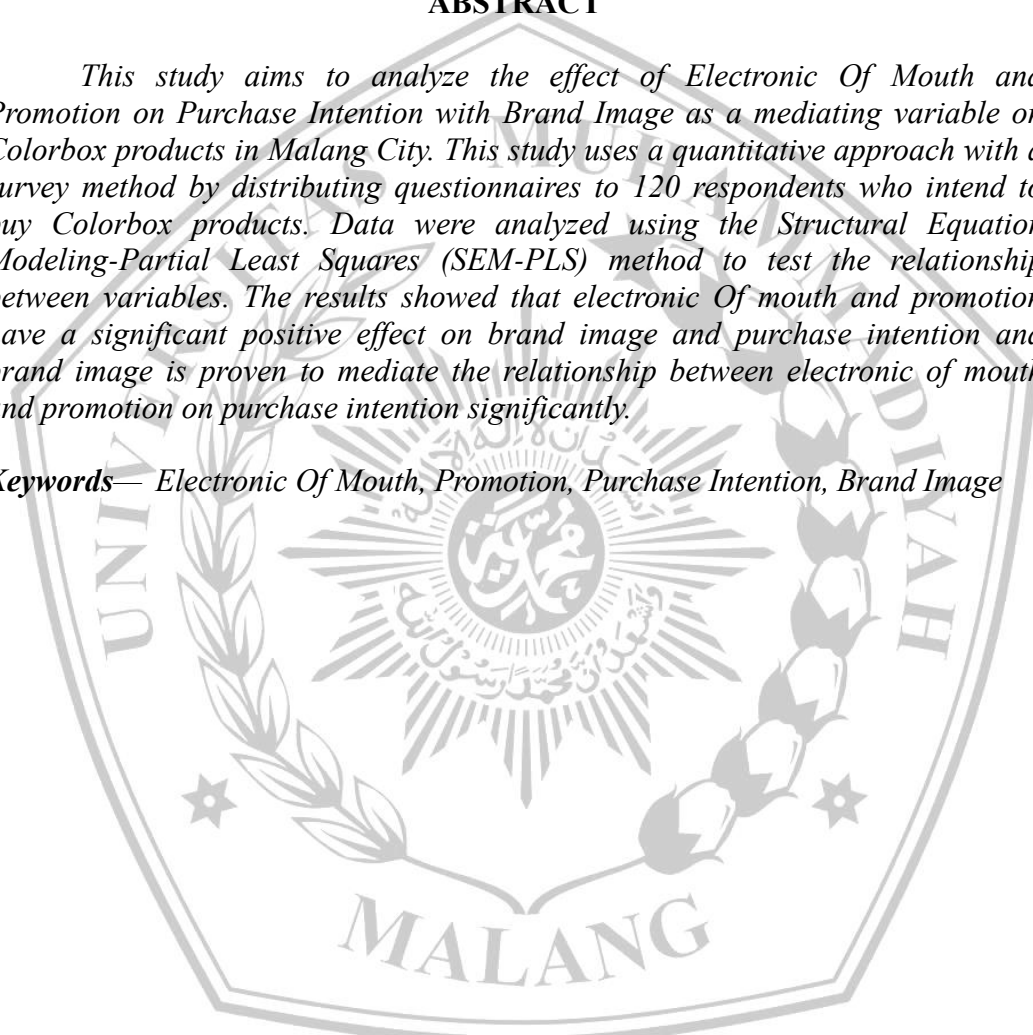 ABSTRACT
This study aims to analyze the effect of Electronic Of Mouth and
Promotion on Purchase Intention with Brand Image as a mediating variable on
Colorbox products in Malang City. This study uses a quantitative approach with a
survey method by distributing questionnaires to 120 respondents who intend to
buy Colorbox products. Data were analyzed using the Structural Equation
Modeling-Partial Least Squares (SEM-PLS) method to test the relationship
between variables. The results showed that electronic Of mouth and promotion
have a significant positive effect on brand image and purchase intention and
brand image is proven to mediate the relationship between electronic of mouth
and promotion on purchase intention significantly.
Keywords— Electronic Of Mouth, Promotion, Purchase Intention, Brand Image
UNIVERSITAS MUHAMMADIYAH
MALANG